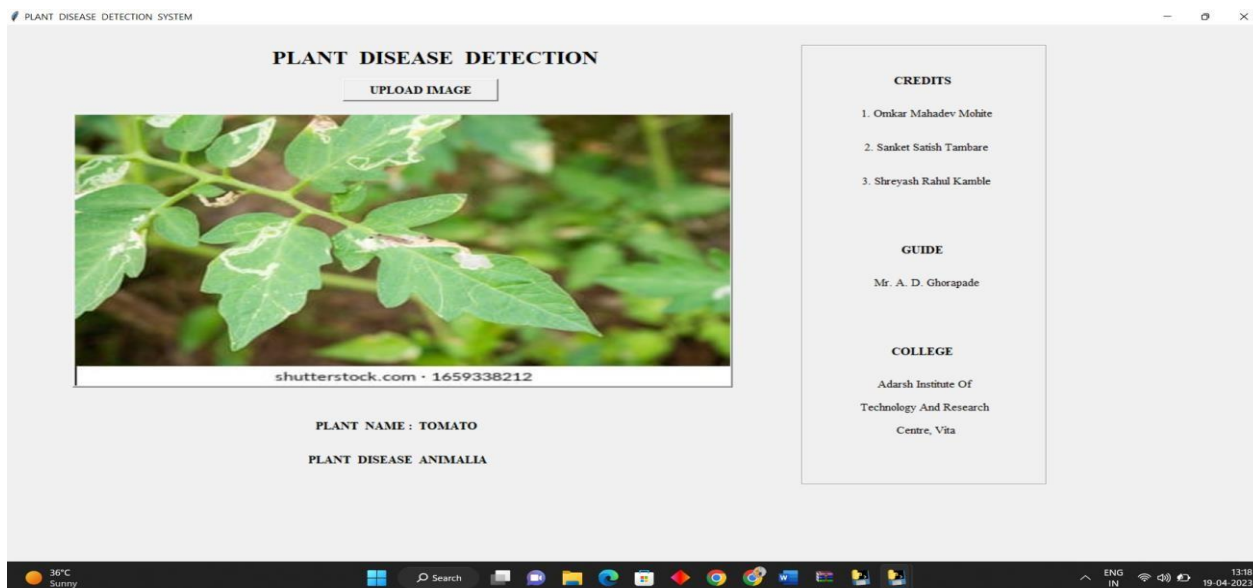 PLANT DISEASE DETECTION SYSTEM
PLANT DISEASE DETECTION
UPLOAD IMAGE
shutterstock.com · 1659338212
PLANT NAME : TOMATO
PLANT DISEASE ANIMALIA
CREDITS
1. Omkar Mahadev Mohite
2. Sanket Satish Tambare
3. Shreyash Rahul Kamble
GUIDE
Mr. A. D. Ghorapade
COLLEGE
Adarsh Institute Of
Technology And Research
Centre, Vita
36°C
Sunny
Search
ENG
IN
13:18
19-04-2023